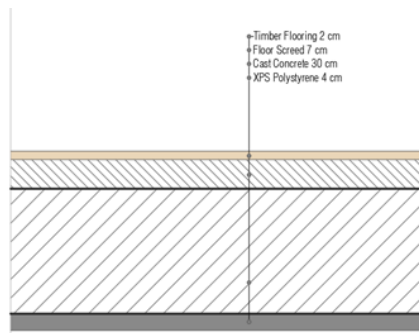 Timber Flooring 2 cm
Floor Screed 7 cm
Cast Concrete 30 cm
XPS Polystyrene 4 cm